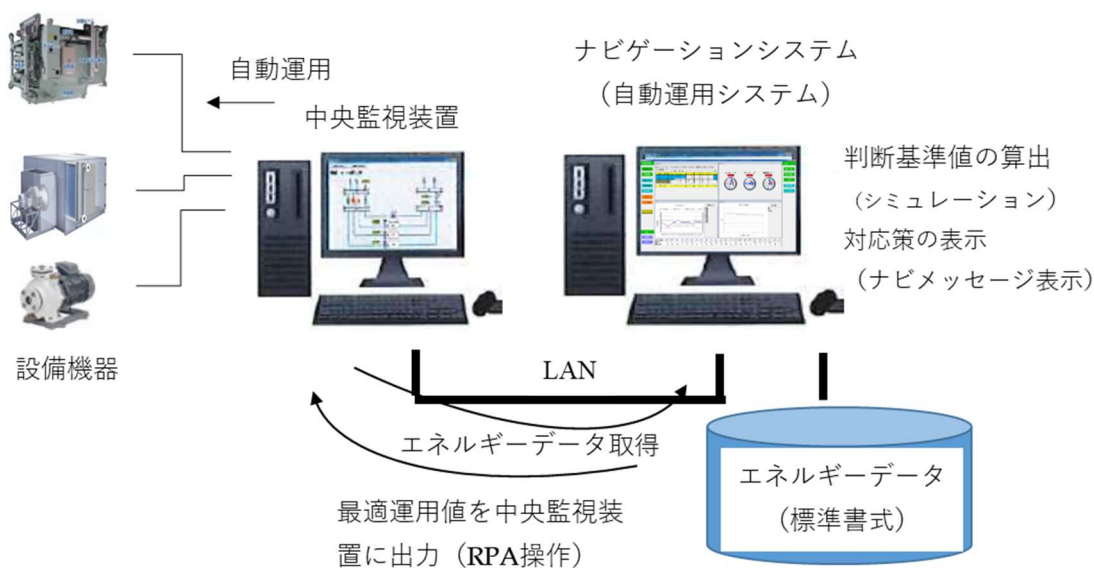 自動運用
中央監視装置
ナビゲーションシステム
（自動運用システム）
判断基準値の算出
（シミュレーション）
対応策の表示
（ナビメッセージ表示）
設備機器
LAN
エネルギーデータ取得
最適運用値を中央監視装
置に出力（RPA操作）
エネルギーデータ
（標準書式）